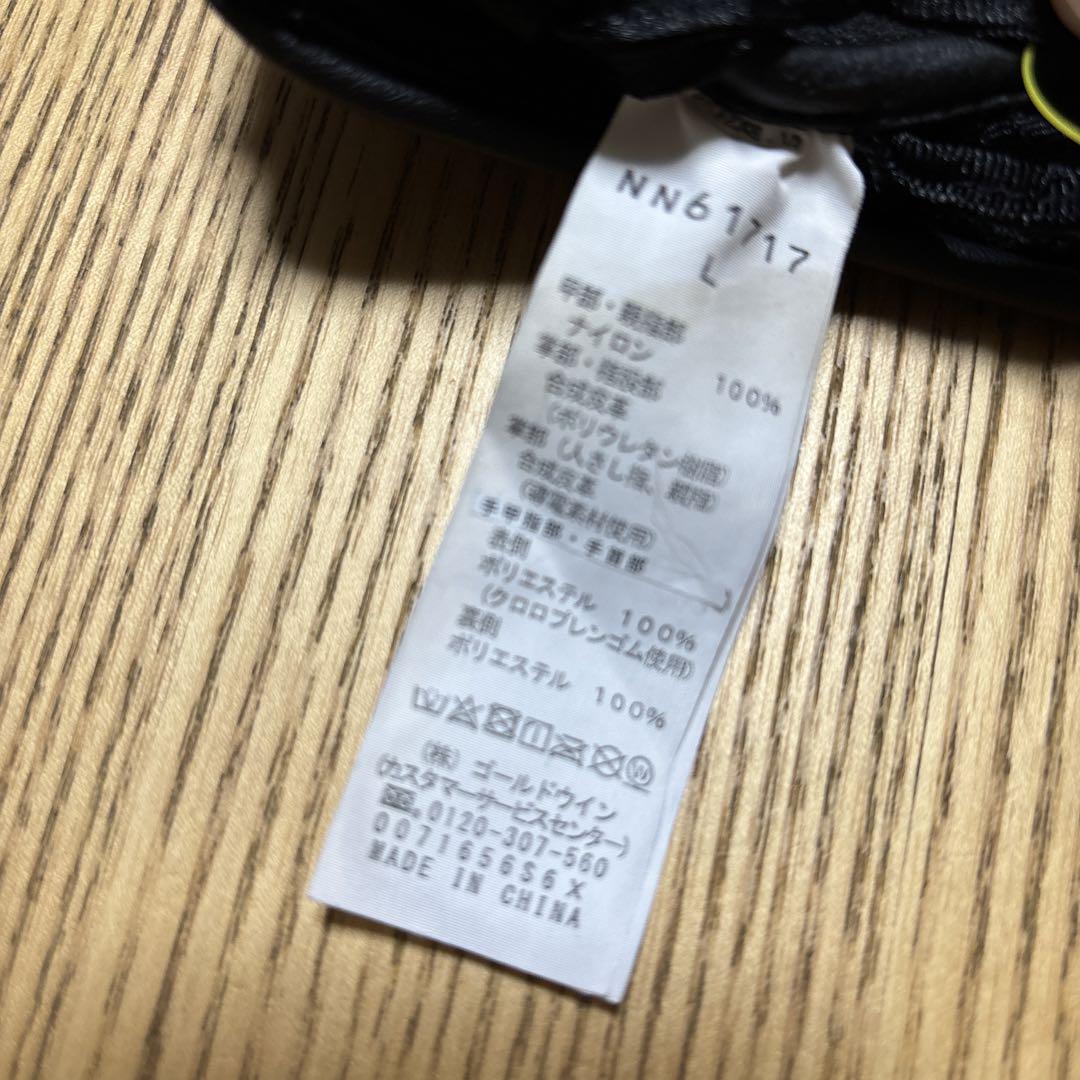 NN61717
L
甲部・親指部
ナイロン 100%
掌部・指股部
合成皮革
(ポリウレタン樹脂)
掌部 (人さし指、親指)
合成皮革
(導電素材使用)
手甲指部・手首部
表側
ポリエステル 100%
(クロロプレンゴム使用)
裏側
ポリエステル 100%
(株) ゴールドウイン
(カスタマーサービスセンター)
0120-307-560
0071656S6 X
MADE IN CHINA